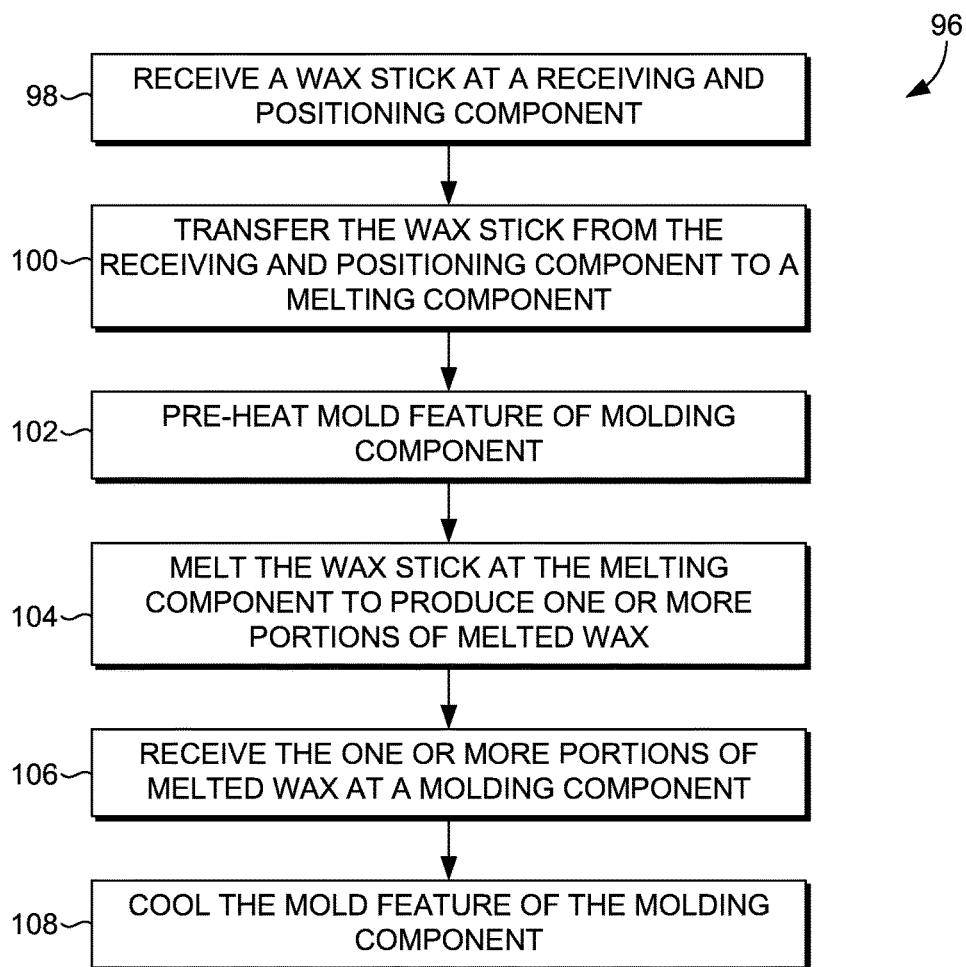 96
98
RECEIVE A WAX STICK AT A RECEIVING AND
POSITIONING COMPONENT
100
TRANSFER THE WAX STICK FROM THE
RECEIVING AND POSITIONING COMPONENT TO A
MELTING COMPONENT
102
PRE-HEAT MOLD FEATURE OF MOLDING
COMPONENT
104
MELT THE WAX STICK AT THE MELTING
COMPONENT TO PRODUCE ONE OR MORE
PORTIONS OF MELTED WAX
106
RECEIVE THE ONE OR MORE PORTIONS OF
MELTED WAX AT A MOLDING COMPONENT
108
COOL THE MOLD FEATURE OF THE MOLDING
COMPONENT